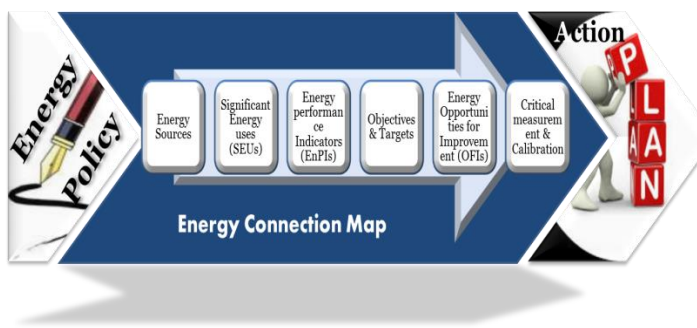 Energy
Policy
Energy
Sources
Significant
Energy
uses
(SEUs)
Energy
performan
ce
Indicators
(EnPIs)
Objectives
& Targets
Energy
Opportuni
ties for
Improvem
ent (OFIs)
Critical
measurem
ent &
Calibration
Energy Connection Map
Action
P
L
A A
N